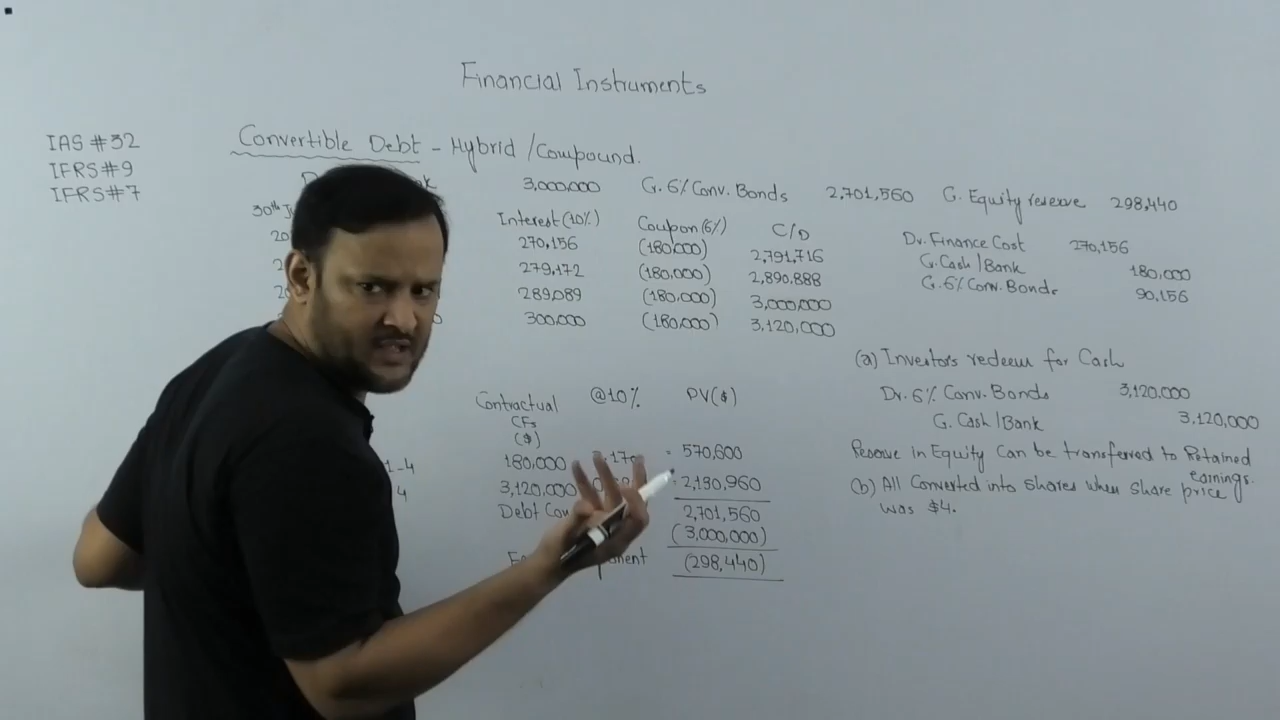 Financial Instruments
IAS #32
IFRS #9
IFRS #7
Convertible Debt - Hybrid / Compound.
3,000,000 Cr. 6% Conv. Bonds 2,701,560 Cr. Equity reserve 298,440
30th
Interest (10%) Coupon (6%) C/D
270,156 (180,000) 2,791,716
279,172 (180,000) 2,890,888
289,089 (180,000) 3,000,000
300,000 (180,000) 3,120,000
Dr. Finance Cost 270,156
Cr. Cash/Bank 180,000
Cr. 6% Conv. Bonds 90,156
Contractual @10% PV($)
CFs
($)
1-4 180,000 = 570,600
4 3,120,000 = 2,130,960
Debt 2,701,560
(3,000,000)
(298,440)
(a) Investors redeem for Cash
Dr. 6% Conv. Bonds 3,120,000
Cr. Cash/Bank 3,120,000
Reserve in Equity Can be transferred to Retained
earnings.
(b) All Converted into shares when share price
was $4.